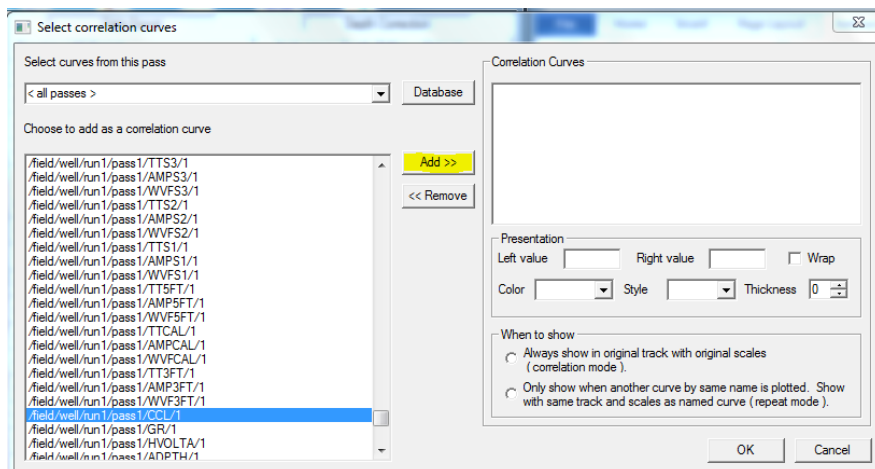 Select correlation curves
Select curves from this pass
< all passes >
Database
Choose to add as a correlation curve
/field/well/run1/pass1/TTS3/1
/field/well/run1/pass1/AMPS3/1
/field/well/run1/pass1/WVFS3/1
/field/well/run1/pass1/TTS2/1
/field/well/run1/pass1/AMPS2/1
/field/well/run1/pass1/WVFS2/1
/field/well/run1/pass1/TTS1/1
/field/well/run1/pass1/AMPS1/1
/field/well/run1/pass1/WVFS1/1
/field/well/run1/pass1/TT5FT/1
/field/well/run1/pass1/AMP5FT/1
/field/well/run1/pass1/WVF5FT/1
/field/well/run1/pass1/TTCAL/1
/field/well/run1/pass1/AMPCAL/1
/field/well/run1/pass1/WVFCAL/1
/field/well/run1/pass1/TT3FT/1
/field/well/run1/pass1/AMP3FT/1
/field/well/run1/pass1/WVF3FT/1
/field/well/run1/pass1/CCL/1
/field/well/run1/pass1/GR/1
/field/well/run1/pass1/HVOLTA/1
/field/well/run1/pass1/ADPTH/1
Add >>
<< Remove
Correlation Curves
Presentation
Left value Right value Wrap
Color Style Thickness 0
When to show
Always show in original track with original scales
( correlation mode ).
Only show when another curve by same name is plotted. Show
with same track and scales as named curve ( repeat mode ).
OK Cancel